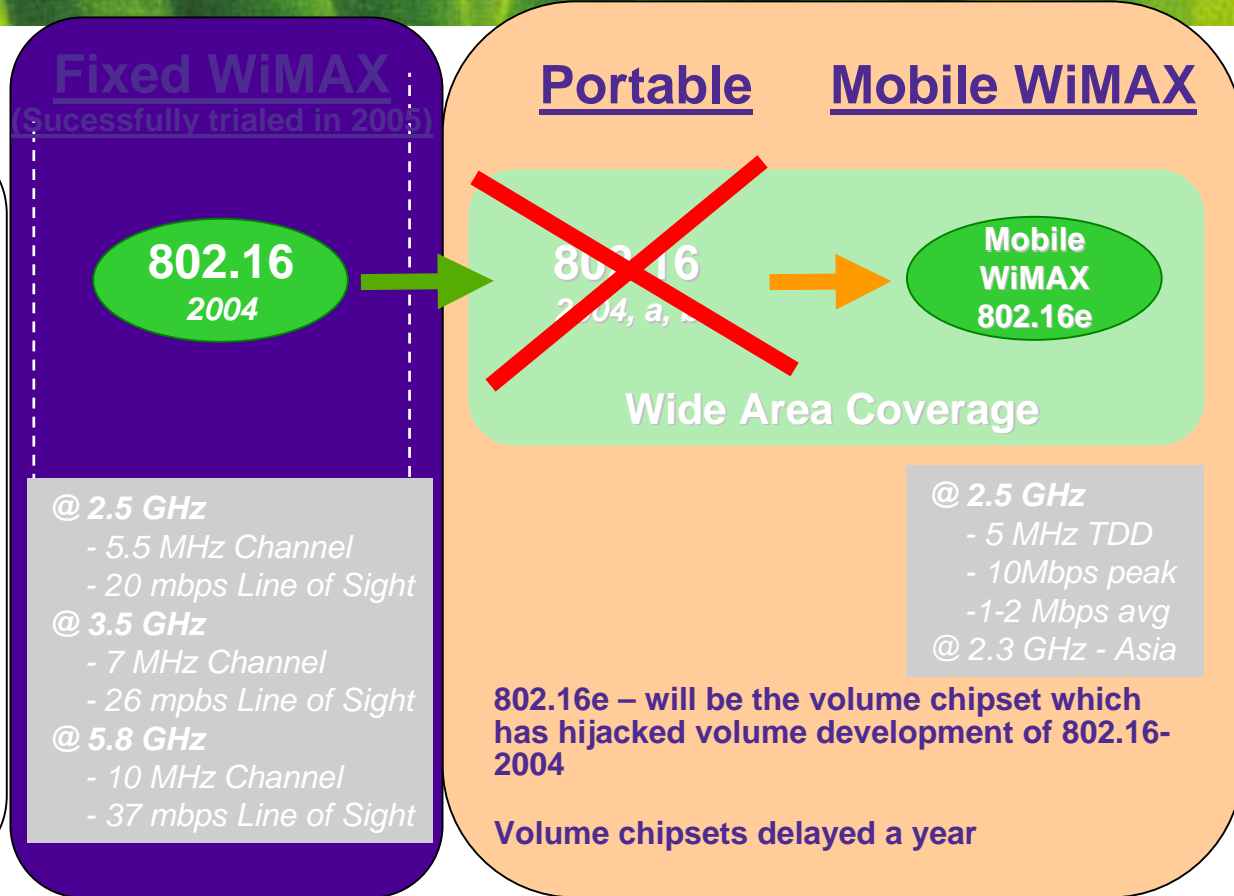 Fixed WiMAX
(Sucessfully trialed in 2005)
802.16
2004
@ 2.5 GHz
- 5.5 MHz Channel
- 20 mbps Line of Sight
@ 3.5 GHz
- 7 MHz Channel
- 26 mpbs Line of Sight
@ 5.8 GHz
- 10 MHz Channel
- 37 mbps Line of Sight
Portable
Mobile WiMAX
802.16
2004, a, b
Mobile
WiMAX
802.16e
Wide Area Coverage
@ 2.5 GHz
- 5 MHz TDD
- 10Mbps peak
-1-2 Mbps avg
@ 2.3 GHz - Asia
802.16e – will be the volume chipset which
has hijacked volume development of 802.16-
2004
Volume chipsets delayed a year